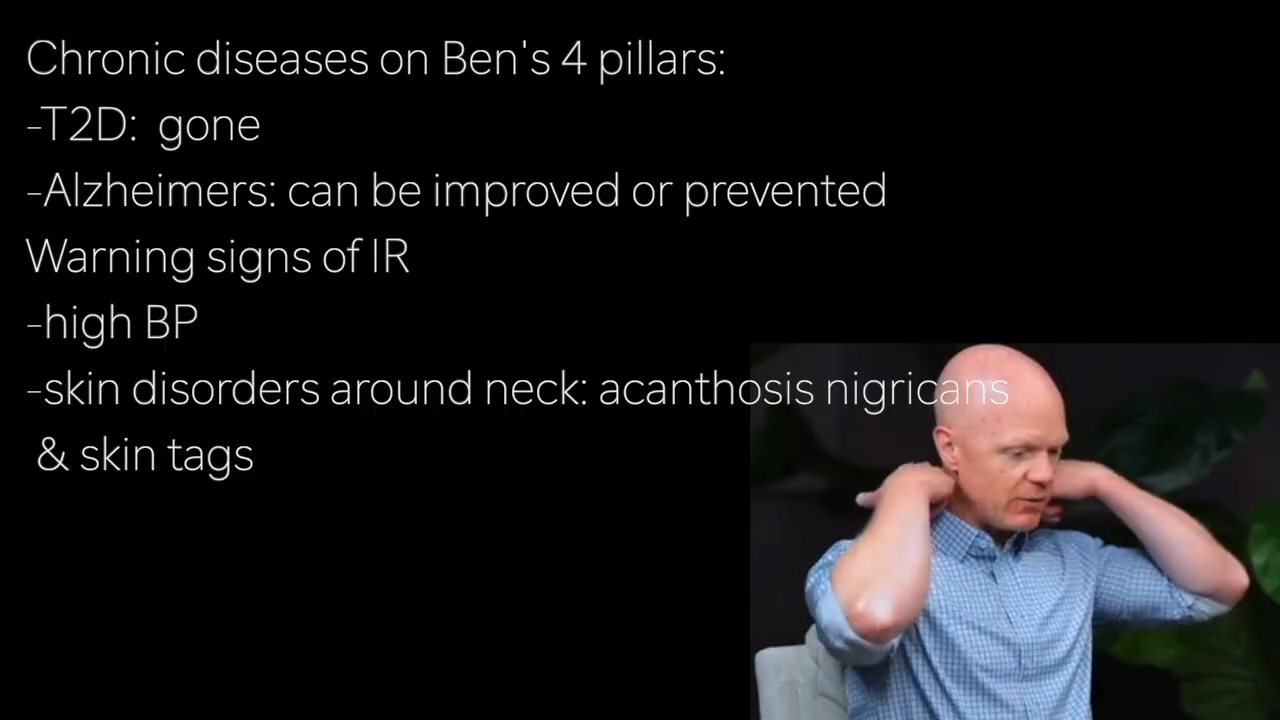 Chronic diseases on Ben's 4 pillars:
-T2D:  gone
-Alzheimers: can be improved or prevented
Warning signs of IR
-high BP
-skin disorders around neck: acanthosis nigricans
& skin tags